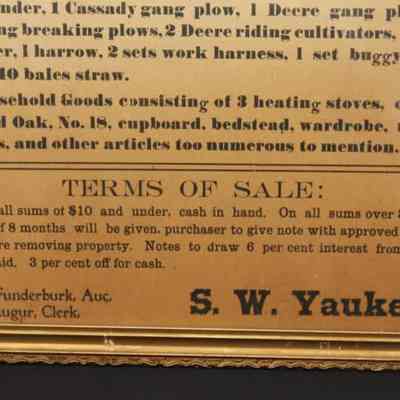 nder, 1 Cassady gang plow, 1 Deere gang pl
ng breaking plows, 2 Deere riding cultivators,
r, 1 harrow, 2 sets work harness, 1 set buggy
40 bales straw.
sehold Goods consisting of 3 heating stoves,
d Oak, No. 18, cupboard, bedstead, wardrobe,
s, and other articles too numerous to mention.
TERMS OF SALE:
all sums of $10 and under, cash in hand. On all sums over
f 8 months will be given, purchaser to give note with approved
re removing property. Notes to draw 6 per cent interest from
aid. 3 per cent off for cash.
Funderburk, Auc.
ugur, Clerk.
S. W. Yauke